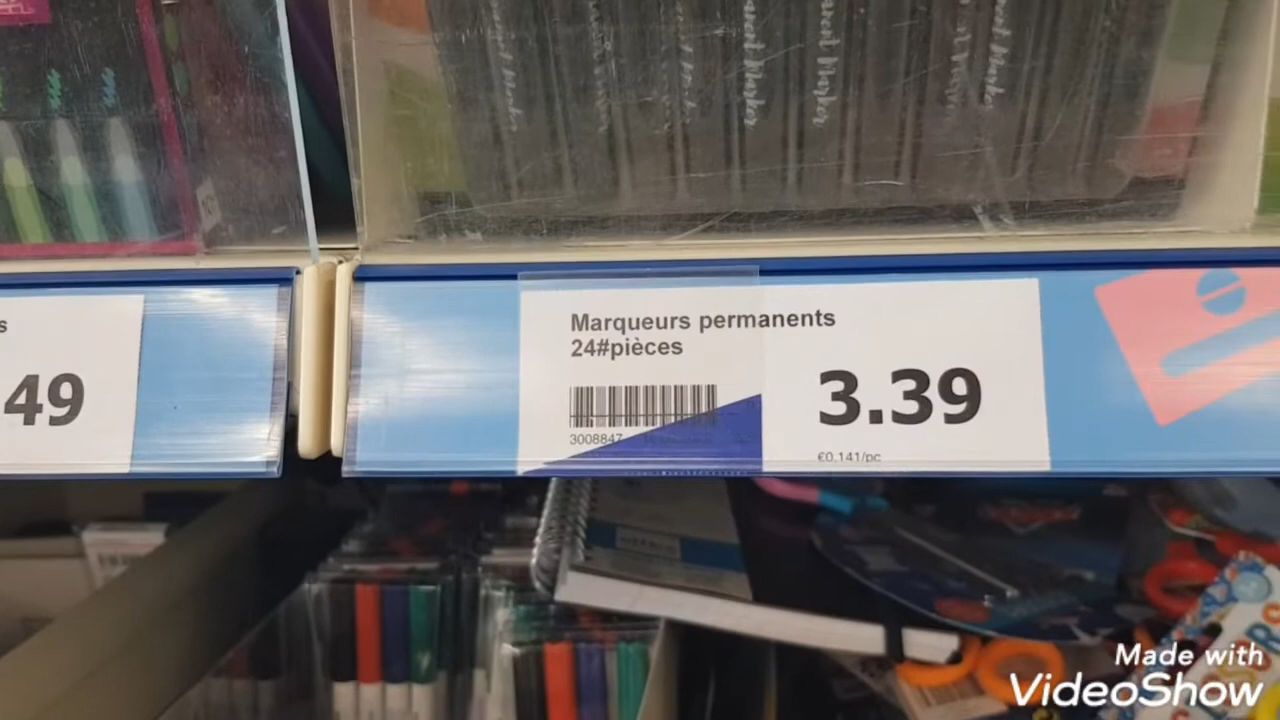 s
49
Marqueurs permanents
24#pièces
3008847
3.39
€0,141/pc
Made with
VideoShow